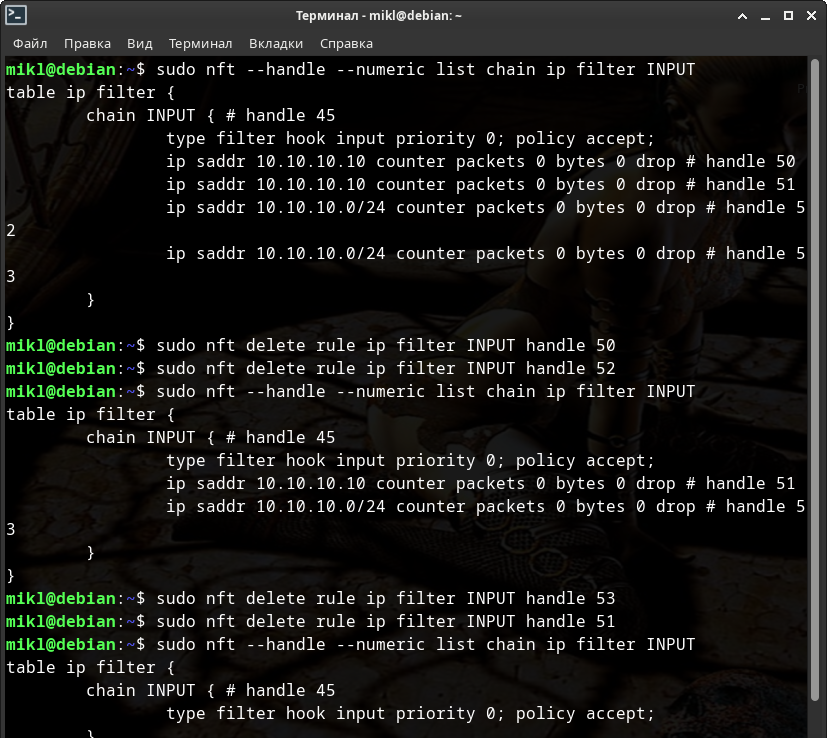 Терминал - mikl@debian: ~
Файл Правка Вид Терминал Вкладки Справка
mikl@debian:~$ sudo nft --handle --numeric list chain ip filter INPUT
table ip filter {
        chain INPUT { # handle 45
                type filter hook input priority 0; policy accept;
                ip saddr 10.10.10.10 counter packets 0 bytes 0 drop # handle 50
                ip saddr 10.10.10.10 counter packets 0 bytes 0 drop # handle 51
                ip saddr 10.10.10.0/24 counter packets 0 bytes 0 drop # handle 5
2
                ip saddr 10.10.10.0/24 counter packets 0 bytes 0 drop # handle 5
3
        }
}
mikl@debian:~$ sudo nft delete rule ip filter INPUT handle 50
mikl@debian:~$ sudo nft delete rule ip filter INPUT handle 52
mikl@debian:~$ sudo nft --handle --numeric list chain ip filter INPUT
table ip filter {
        chain INPUT { # handle 45
                type filter hook input priority 0; policy accept;
                ip saddr 10.10.10.10 counter packets 0 bytes 0 drop # handle 51
                ip saddr 10.10.10.0/24 counter packets 0 bytes 0 drop # handle 5
3
        }
}
mikl@debian:~$ sudo nft delete rule ip filter INPUT handle 53
mikl@debian:~$ sudo nft delete rule ip filter INPUT handle 51
mikl@debian:~$ sudo nft --handle --numeric list chain ip filter INPUT
table ip filter {
        chain INPUT { # handle 45
                type filter hook input priority 0; policy accept;
        }